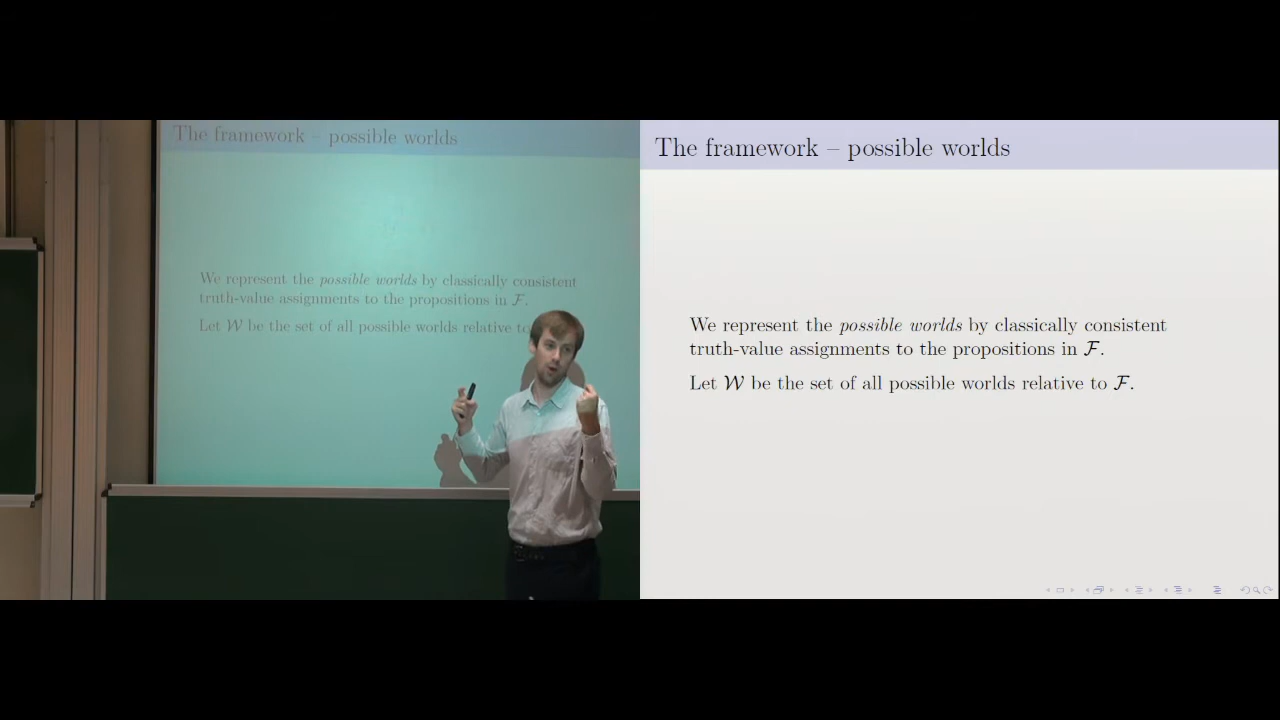 The framework – possible worlds
We represent the possible worlds by classically consistent
truth-value assignments to the propositions in ℱ.
Let 𝒲 be the set of all possible worlds relative to
The framework – possible worlds
We represent the possible worlds by classically consistent
truth-value assignments to the propositions in ℱ.
Let 𝒲 be the set of all possible worlds relative to ℱ.